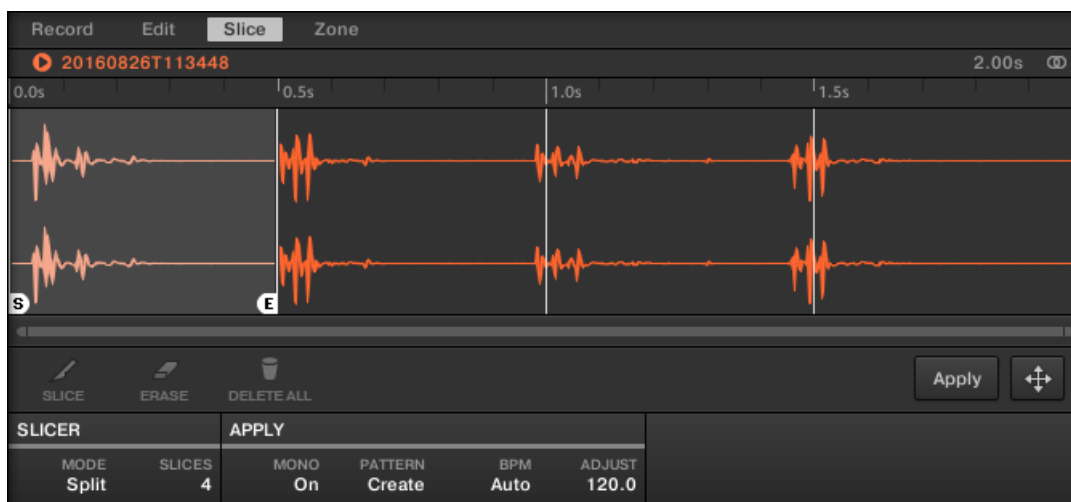 Record Edit Slice Zone
20160826T113448 2.00s
0.0s 0.5s 1.0s 1.5s
S E
SLICE ERASE DELETE ALL Apply
SLICER APPLY
MODE SLICES MONO PATTERN BPM ADJUST
Split 4 On Create Auto 120.0